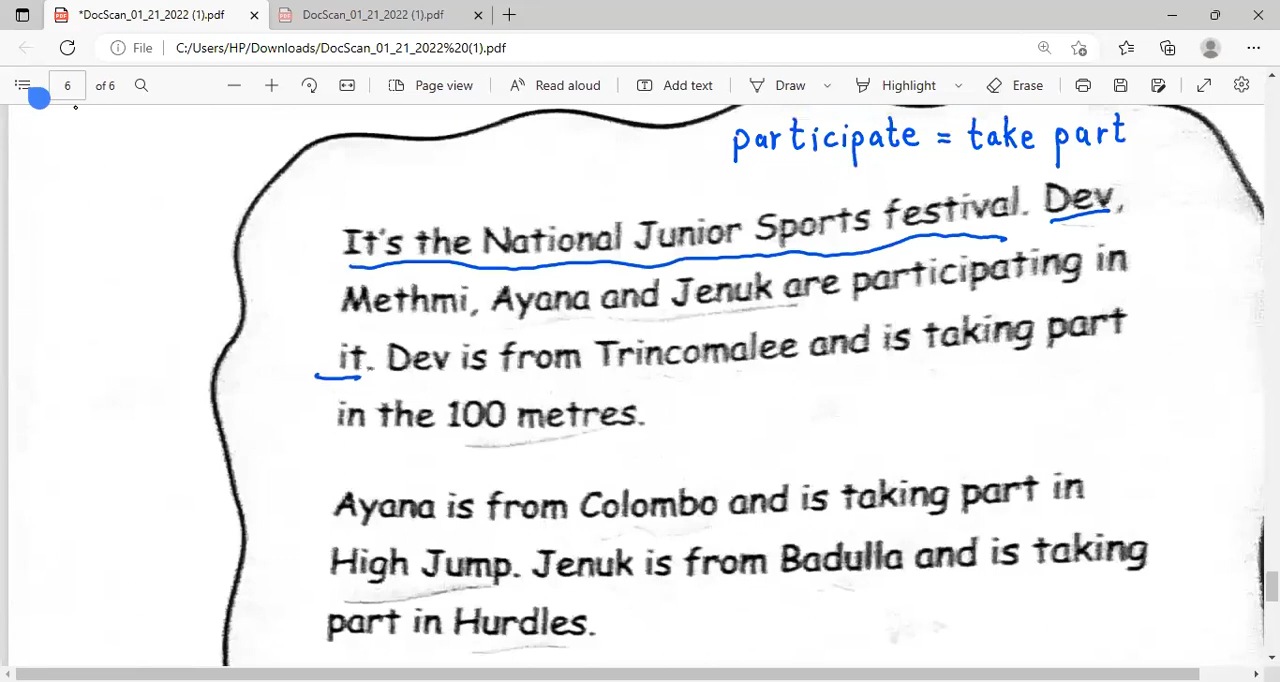 *DocScan_01_21_2022 (1).pdf
DocScan_01_21_2022 (1).pdf
File C:/Users/HP/Downloads/DocScan_01_21_2022%20(1).pdf
6 of 6 Page view Read aloud Add text Draw Highlight Erase
participate = take part
It's the National Junior Sports festival. Dev,
Methmi, Ayana and Jenuk are participating in
it. Dev is from Trincomalee and is taking part
in the 100 metres.
Ayana is from Colombo and is taking part in
High Jump. Jenuk is from Badulla and is taking
part in Hurdles.